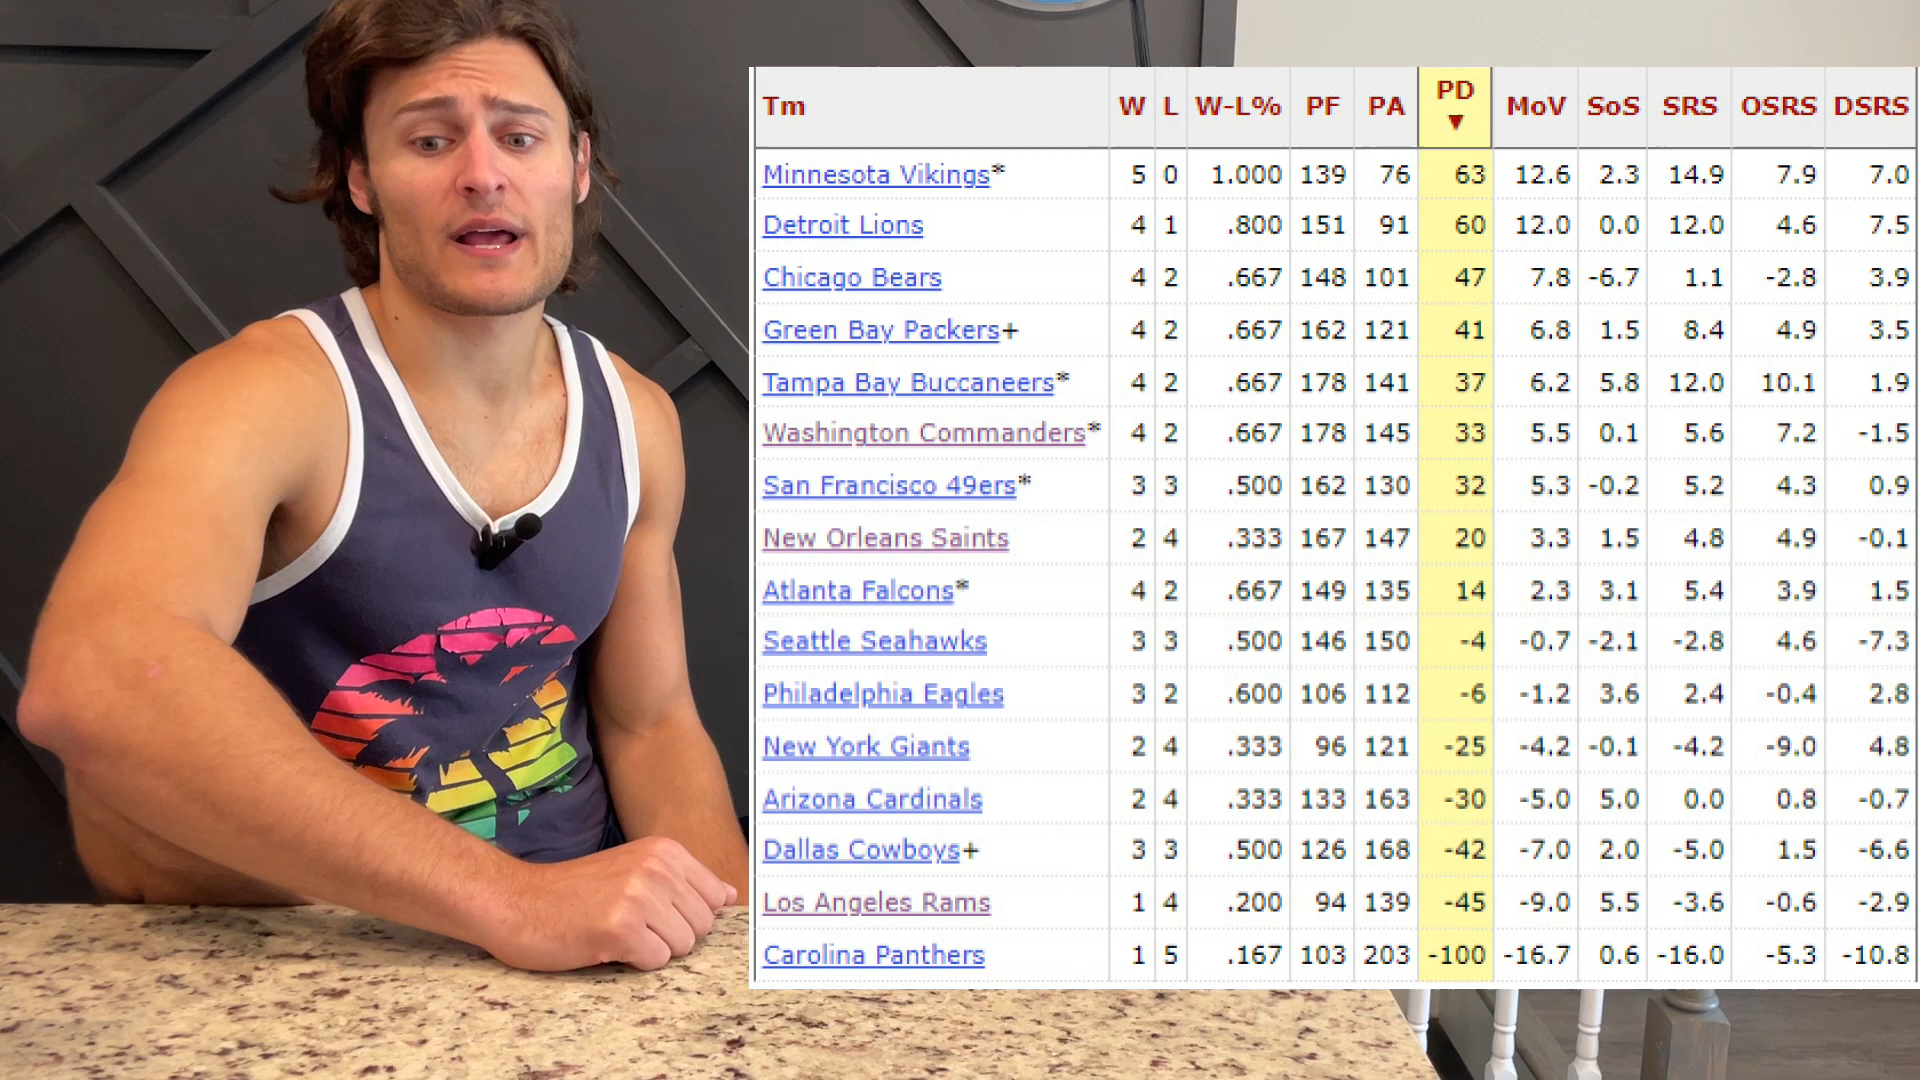 Tm W L W-L% PF PA PD ▼ MoV SoS SRS OSRS DSRS
Minnesota Vikings* 5 0 1.000 139 76 63 12.6 2.3 14.9 7.9 7.0
Detroit Lions 4 1 .800 151 91 60 12.0 0.0 12.0 4.6 7.5
Chicago Bears 4 2 .667 148 101 47 7.8 -6.7 1.1 -2.8 3.9
Green Bay Packers+ 4 2 .667 162 121 41 6.8 1.5 8.4 4.9 3.5
Tampa Bay Buccaneers* 4 2 .667 178 141 37 6.2 5.8 12.0 10.1 1.9
Washington Commanders* 4 2 .667 178 145 33 5.5 0.1 5.6 7.2 -1.5
San Francisco 49ers* 3 3 .500 162 130 32 5.3 -0.2 5.2 4.3 0.9
New Orleans Saints 2 4 .333 167 147 20 3.3 1.5 4.8 4.9 -0.1
Atlanta Falcons* 4 2 .667 149 135 14 2.3 3.1 5.4 3.9 1.5
Seattle Seahawks 3 3 .500 146 150 -4 -0.7 -2.1 -2.8 4.6 -7.3
Philadelphia Eagles 3 2 .600 106 112 -6 -1.2 3.6 2.4 -0.4 2.8
New York Giants 2 4 .333 96 121 -25 -4.2 -0.1 -4.2 -9.0 4.8
Arizona Cardinals 2 4 .333 133 163 -30 -5.0 5.0 0.0 0.8 -0.7
Dallas Cowboys+ 3 3 .500 126 168 -42 -7.0 2.0 -5.0 1.5 -6.6
Los Angeles Rams 1 4 .200 94 139 -45 -9.0 5.5 -3.6 -0.6 -2.9
Carolina Panthers 1 5 .167 103 203 -100 -16.7 0.6 -16.0 -5.3 -10.8